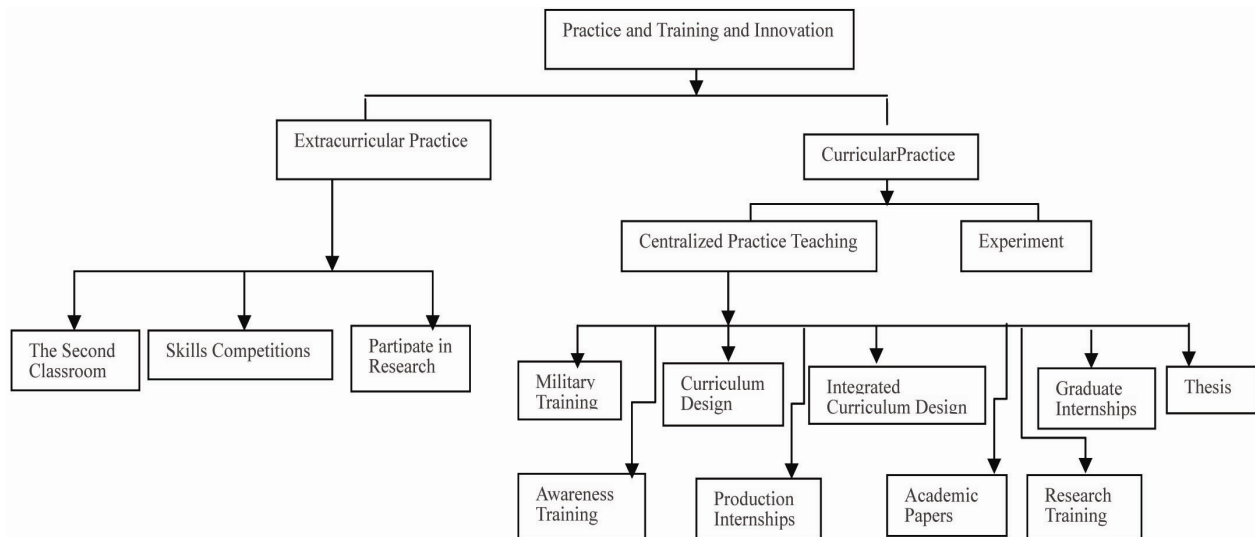 Practice and Training and Innovation
Extracurricular Practice
CurricularPractice
Centralized Practice Teaching
Experiment
The Second
Classroom
Skills Competitions
Partipate in
Research
Military
Training
Curriculum
Design
Integrated
Curriculum Design
Graduate
Internships
Thesis
Awareness
Training
Production
Internships
Academic
Papers
Research
Training